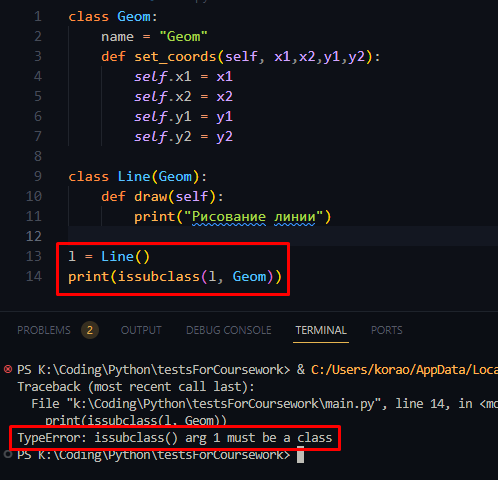 1 class Geom:
2 name = "Geom"
3 def set_coords(self, x1,x2,y1,y2):
4 self.x1 = x1
5 self.x2 = x2
6 self.y1 = y1
7 self.y2 = y2
8
9 class Line(Geom):
10 def draw(self):
11 print("Рисование линии")
12
13 l = Line()
14 print(issubclass(l, Geom))
PROBLEMS 2 OUTPUT DEBUG CONSOLE TERMINAL PORTS
PS K:\Coding\Python\testsForCoursework> & C:/Users/korao/AppData/Loca
Traceback (most recent call last):
File "k:\Coding\Python\testsForCoursework\main.py", line 14, in <mo
print(issubclass(l, Geom))
TypeError: issubclass() arg 1 must be a class
PS K:\Coding\Python\testsForCoursework>